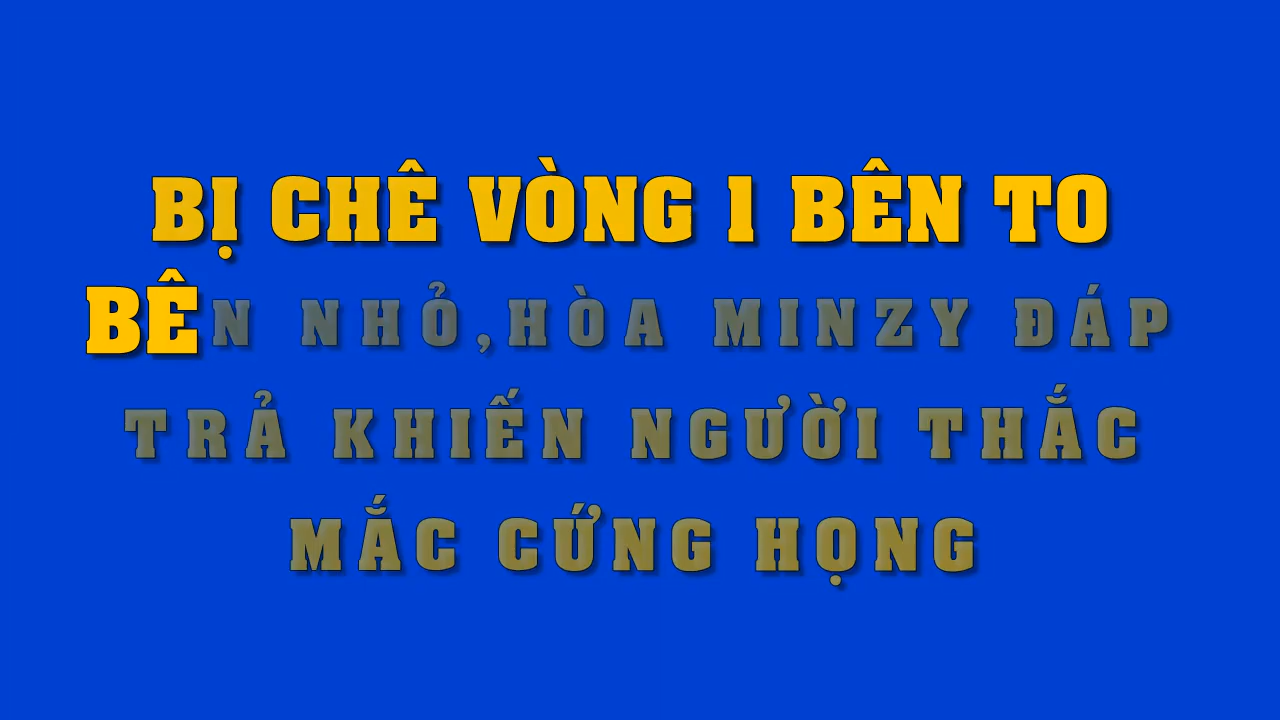 BỊ CHÊ VÒNG 1 BÊN TO
BÊN NHỎ,HÒA MINZY ĐÁP
TRẢ KHIẾN NGƯỜI THẮC
MẮC CỨNG HỌNG